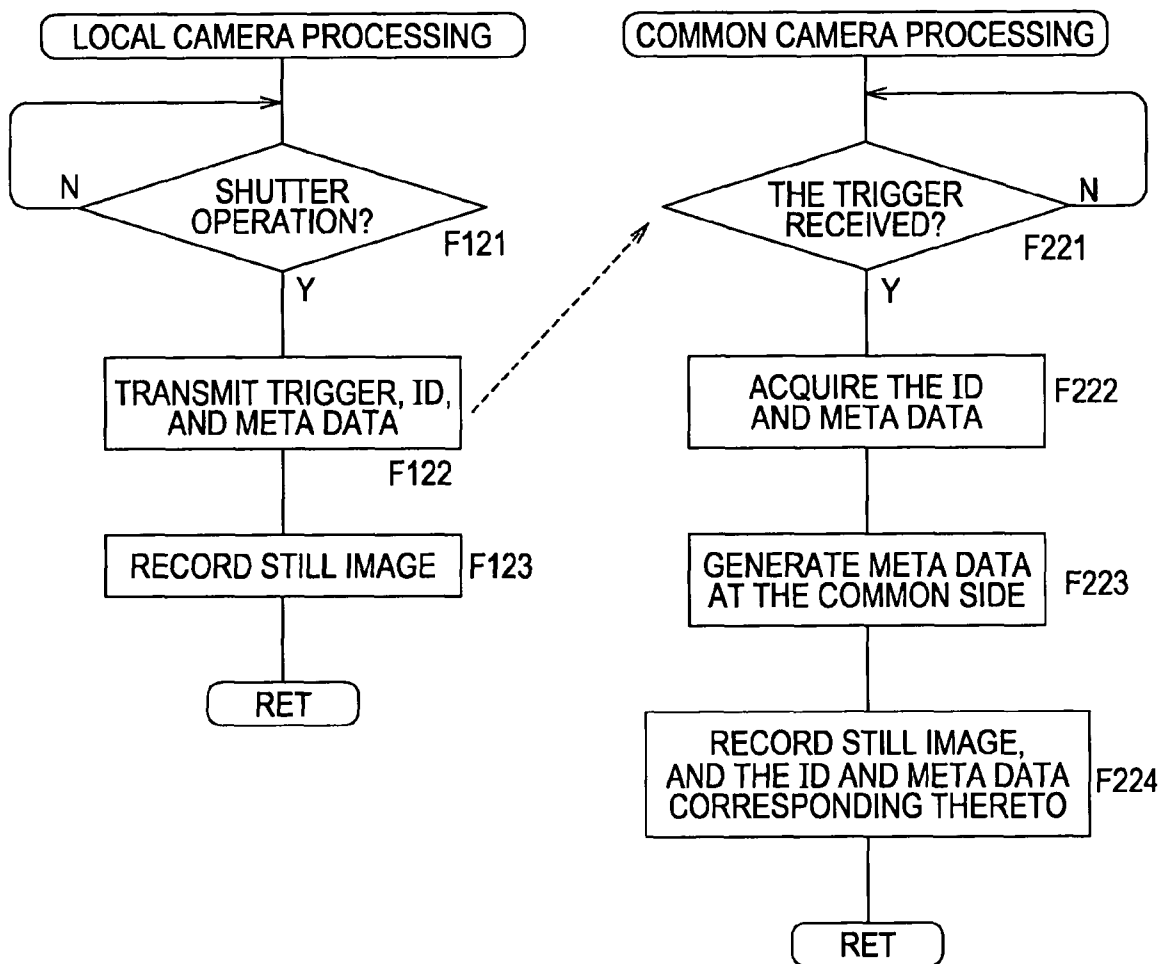 LOCAL CAMERA PROCESSING
N
SHUTTER
OPERATION?
F121
Y
TRANSMIT TRIGGER, ID,
AND META DATA
F122
RECORD STILL IMAGE
F123
RET
COMMON CAMERA PROCESSING
THE TRIGGER
RECEIVED?
N
F221
Y
ACQUIRE THE ID
AND META DATA
F222
GENERATE META DATA
AT THE COMMON SIDE
F223
RECORD STILL IMAGE,
AND THE ID AND META DATA
CORRESPONDING THERETO
F224
RET